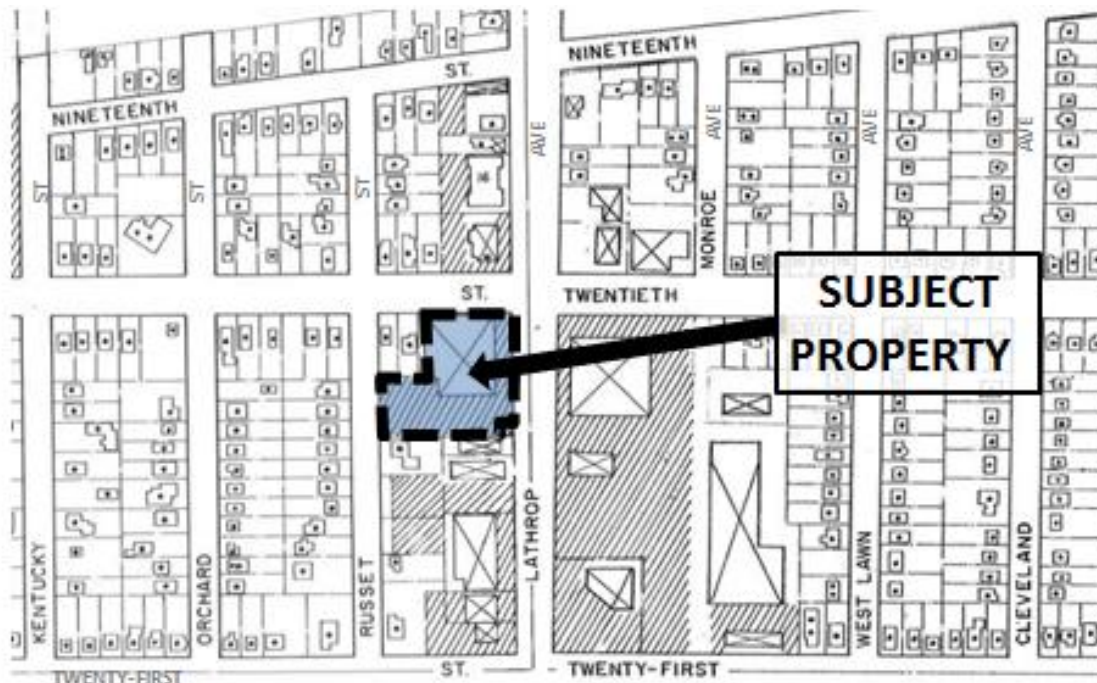 NINETEENTH
ST.
NINETEENTH
ST
ST
ST
AVE
AVE
AVE
AVE
MONROE
ST.
TWENTIETH
SUBJECT
PROPERTY
KENTUCKY
ORCHARD
RUSSET
LATHROP
WEST LAWN
CLEVELAND
ST.
TWENTY-FIRST
TWENTY-FIRST